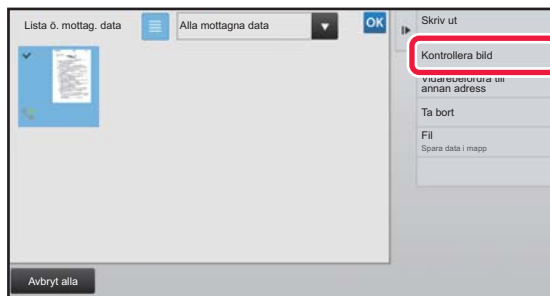 Lista ö. mottag. data
Alla mottagna data
OK
Skriv ut
Kontrollera bild
Vidarebefordra till
annan adress
Ta bort
Fil
Spara data i mapp
Avbryt alla